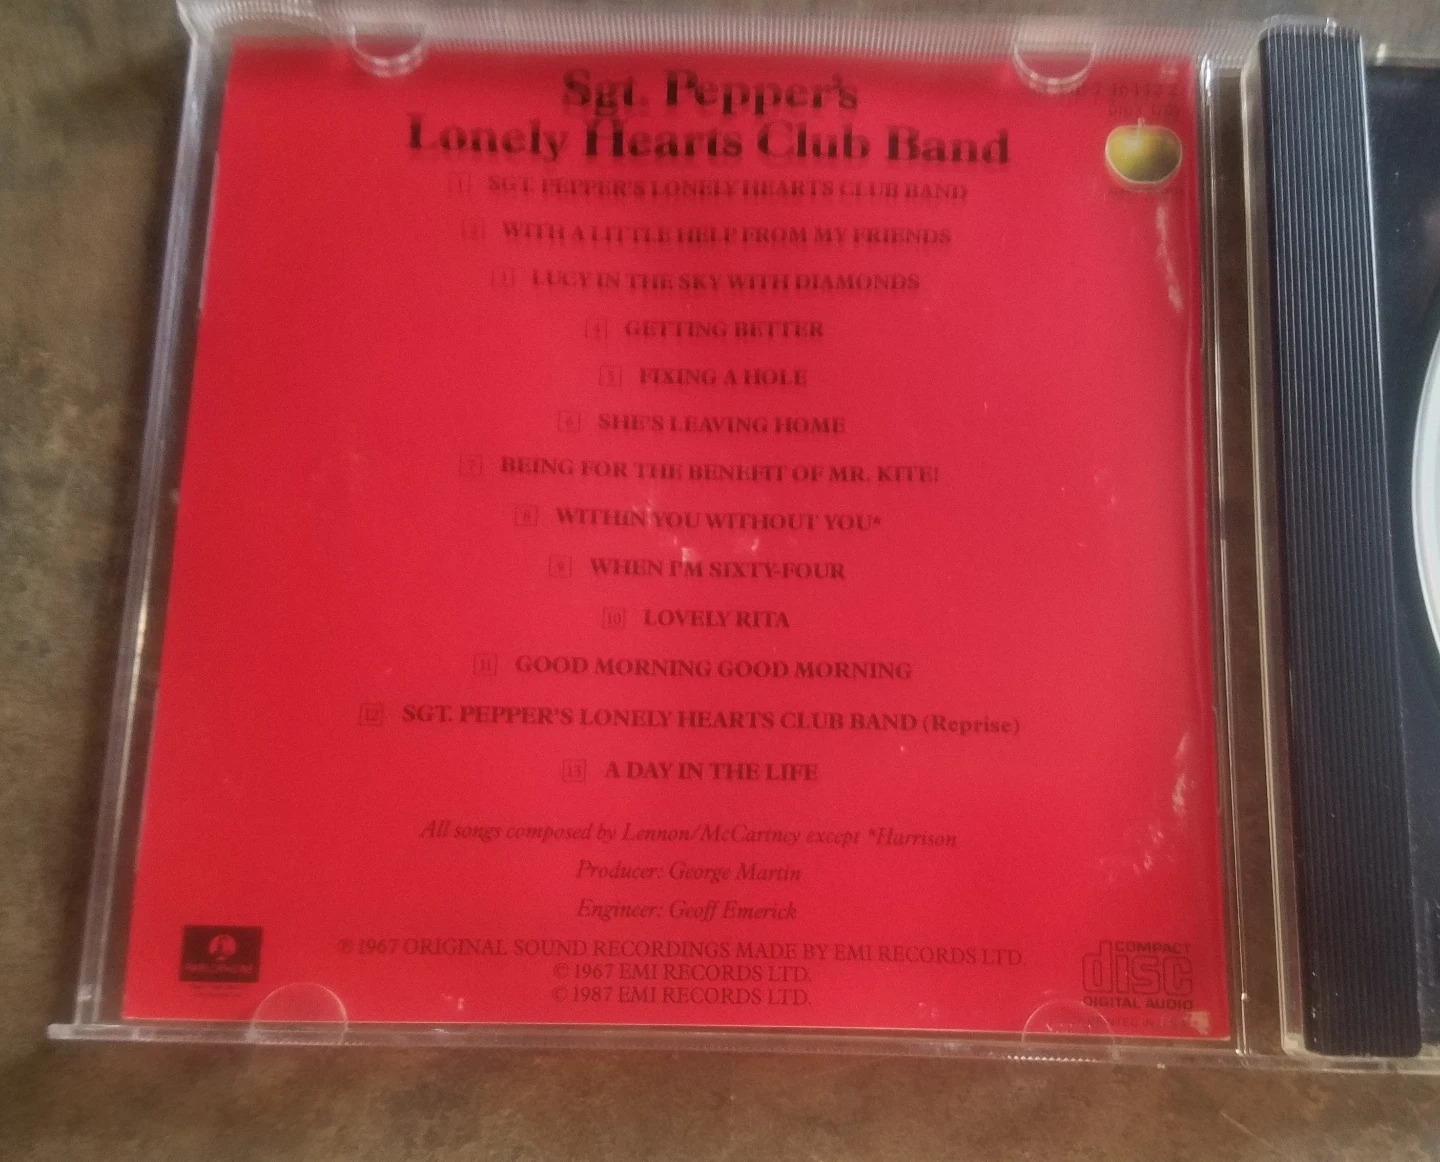 Sgt. Pepper's
Lonely Hearts Club Band
1 SGT. PEPPER'S LONELY HEARTS CLUB BAND
2 WITH A LITTLE HELP FROM MY FRIENDS
3 LUCY IN THE SKY WITH DIAMONDS
4 GETTING BETTER
5 FIXING A HOLE
6 SHE'S LEAVING HOME
7 BEING FOR THE BENEFIT OF MR. KITE!
8 WITHIN YOU WITHOUT YOU*
9 WHEN I'M SIXTY-FOUR
10 LOVELY RITA
11 GOOD MORNING GOOD MORNING
12 SGT. PEPPER'S LONELY HEARTS CLUB BAND (Reprise)
13 A DAY IN THE LIFE
All songs composed by Lennon/McCartney except *Harrison
Producer: George Martin
Engineer: Geoff Emerick
℗ 1967 ORIGINAL SOUND RECORDINGS MADE BY EMI RECORDS LTD.
© 1967 EMI RECORDS LTD.
© 1987 EMI RECORDS LTD.
COMPACT
disc
DIGITAL AUDIO